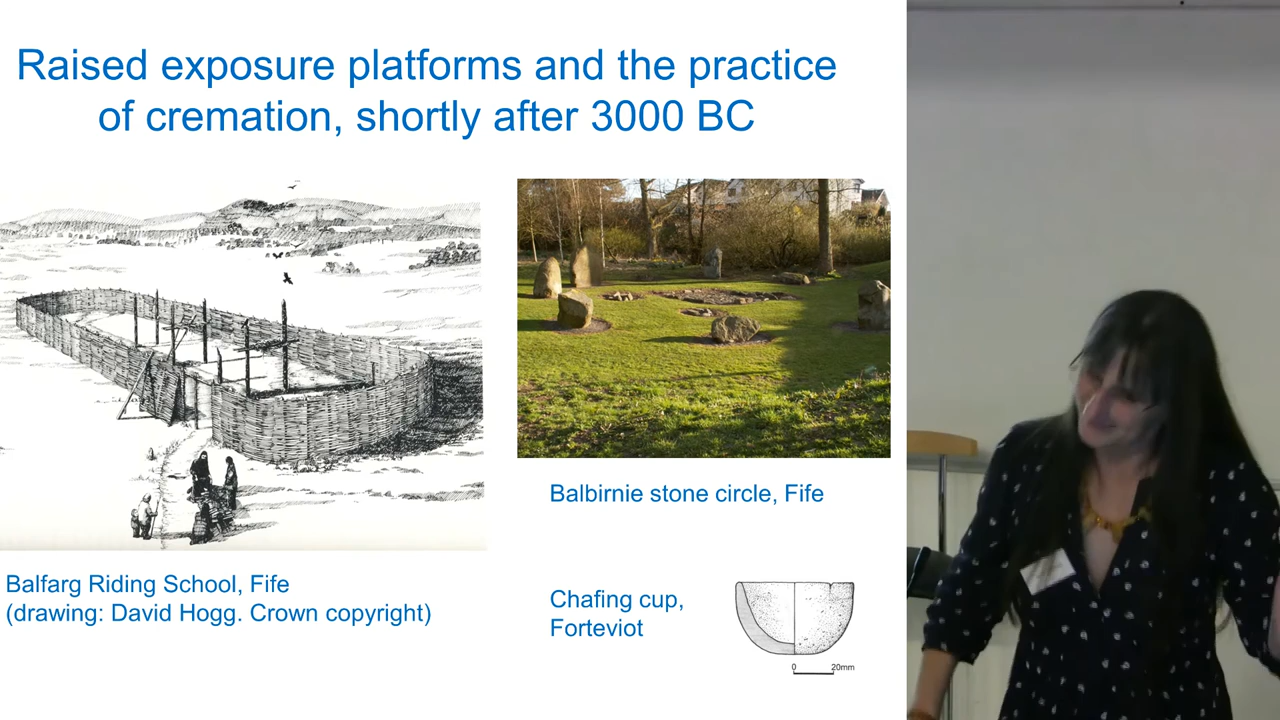 Raised exposure platforms and the practice
of cremation, shortly after 3000 BC
Balbirnie stone circle, Fife
Balfarg Riding School, Fife
(drawing: David Hogg. Crown copyright)
Chafing cup,
Forteviot
0 20mm